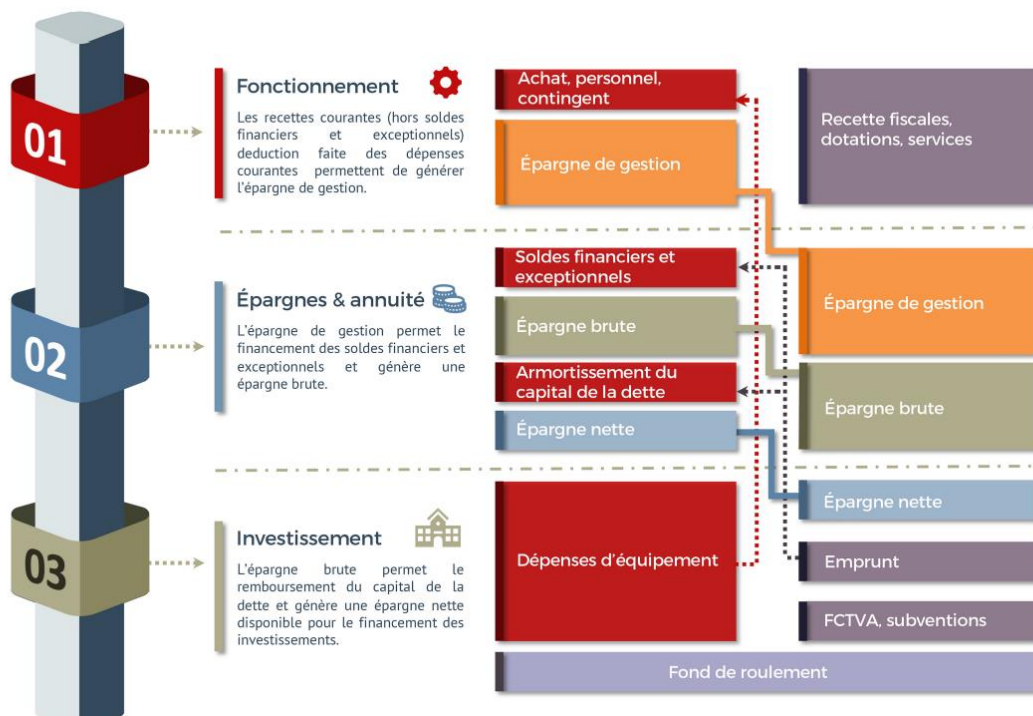 01
Fonctionnement
Les recettes courantes (hors soldes
financiers et exceptionnels)
deduction faite des dépenses
courantes permettent de générer
l'épargne de gestion.
Achat, personnel,
contingent
Épargne de gestion
Recette fiscales,
dotations, services
02
Épargnes & annuité
L'épargne de gestion permet le
financement des soldes financiers et
exceptionnels et génère une
épargne brute.
Soldes financiers et
exceptionnels
Épargne brute
Armortissement du
capital de la dette
Épargne nette
Épargne de gestion
Épargne brute
03
Investissement
L'épargne brute permet le
remboursement du capital de la
dette et génère une épargne nette
disponible pour le financement des
investissements.
Dépenses d'équipement
Épargne nette
Emprunt
FCTVA, subventions
Fond de roulement